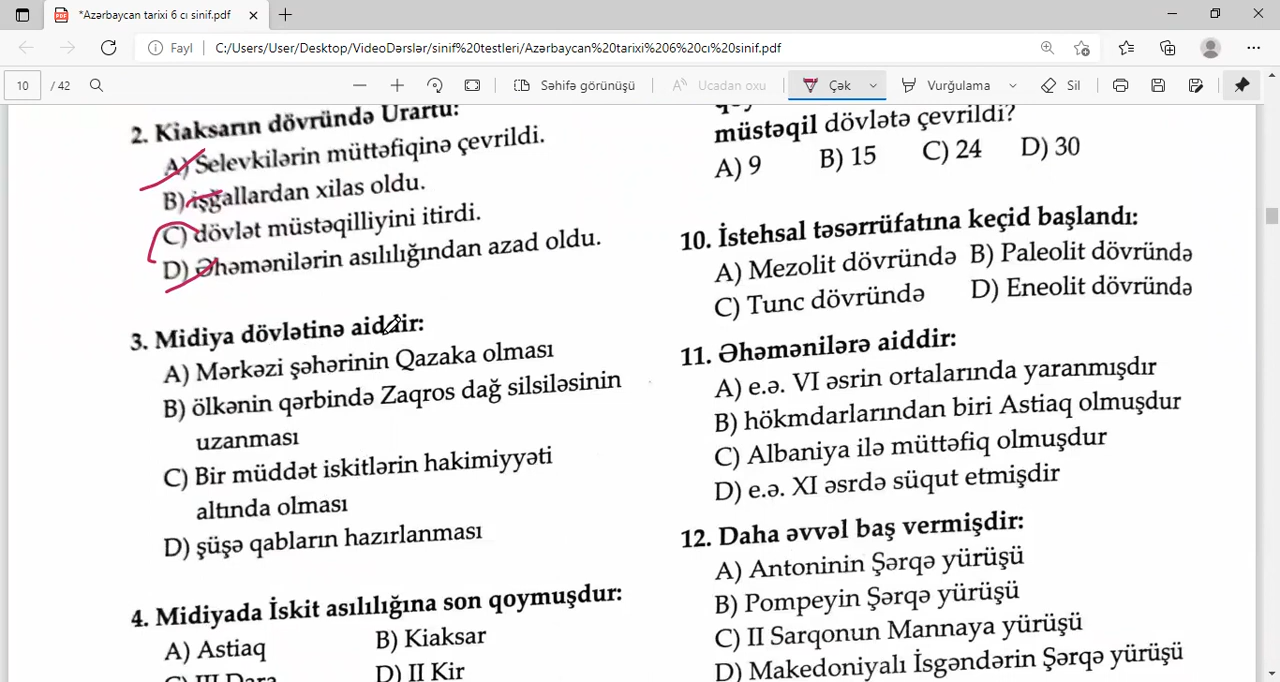 *Azərbaycan tarixi 6 cı sinif.pdf
Fayl
C:/Users/User/Desktop/VideoDərslər/sinif%20testleri/Azərbaycan%20tarixi%206%20cı%20sinif.pdf
10 / 42
Səhifə görünüşü
Ucadan oxu
Çək
Vurğulama
Sil
2. Kiaksarın dövründə Urartu:
A) Selevkilərin müttəfiqinə çevrildi.
B) işğallardan xilas oldu.
C) dövlət müstəqilliyini itirdi.
D) Əhəmənilərin asılılığından azad oldu.
3. Midiya dövlətinə aiddir:
A) Mərkəzi şəhərinin Qazaka olması
B) ölkənin qərbində Zaqros dağ silsiləsinin
uzanması
C) Bir müddət iskitlərin hakimiyyəti
altında olması
D) şüşə qabların hazırlanması
4. Midiyada İskit asılılığına son qoymuşdur:
A) Astiaq B) Kiaksar
C) III Dara D) II Kir
müstəqil dövlətə çevrildi?
A) 9 B) 15 C) 24 D) 30
10. İstehsal təsərrüfatına keçid başlandı:
A) Mezolit dövründə B) Paleolit dövründə
C) Tunc dövründə D) Eneolit dövründə
11. Əhəmənilərə aiddir:
A) e.ə. VI əsrin ortalarında yaranmışdır
B) hökmdarlarından biri Astiaq olmuşdur
C) Albaniya ilə müttəfiq olmuşdur
D) e.ə. XI əsrdə süqut etmişdir
12. Daha əvvəl baş vermişdir:
A) Antoninin Şərqə yürüşü
B) Pompeyin Şərqə yürüşü
C) II Sarqonun Mannaya yürüşü
D) Makedoniyalı İsgəndərin Şərqə yürüşü